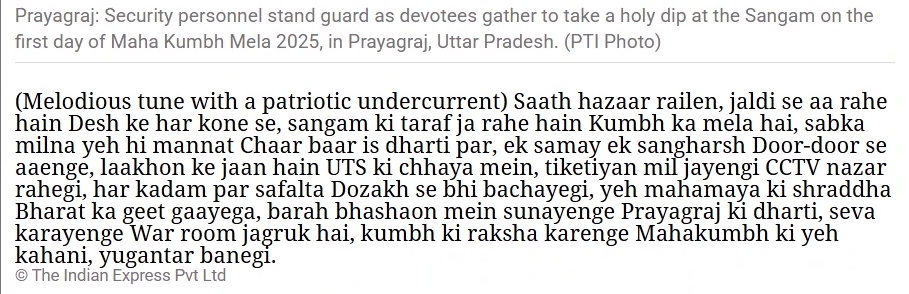 Prayagraj: Security personnel stand guard as devotees gather to take a holy dip at the Sangam on the
first day of Maha Kumbh Mela 2025, in Prayagraj, Uttar Pradesh. (PTI Photo)
(Melodious tune with a patriotic undercurrent) Saath hazaar railen, jaldi se aa rahe
hain Desh ke har kone se, sangam ki taraf ja rahe hain Kumbh ka mela hai, sabka
milna yeh hi mannat Chaar baar is dharti par, ek samay ek sangharsh Door-door se
aaenge, laakhon ke jaan hain UTS ki chhaya mein, tiketiyan mil jayengi CCTV nazar
rahegi, har kadam par safalta Dozakh se bhi bachayegi, yeh mahamaya ki shraddha
Bharat ka geet gaayega, barah bhashaon mein sunayenge Prayagraj ki dharti, seva
karayenge War room jagruk hai, kumbh ki raksha karenge Mahakumbh ki yeh
kahani, yugantar banegi.
© The Indian Express Pvt Ltd